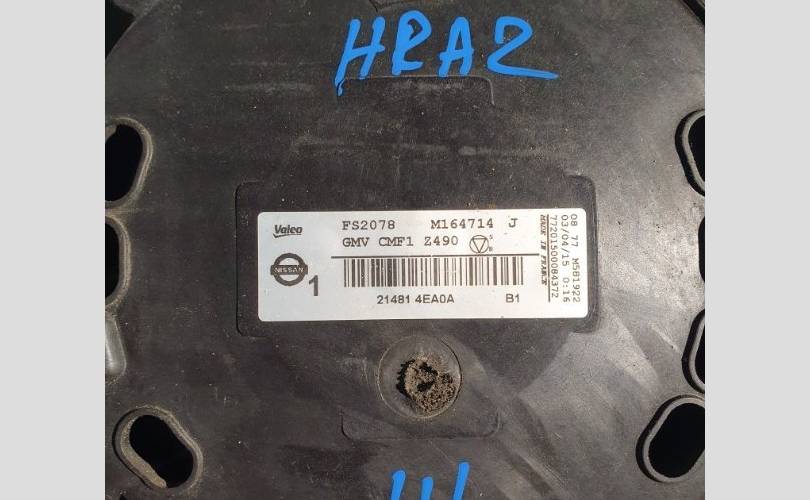 HRA2
Valeo
FS2078 M164714 J
GMV CMF1 Z490
NISSAN
1
21481 4EA0A B1
MADE IN FRANCE
77201500084372
03/04/15 0:16
08 77 M581922